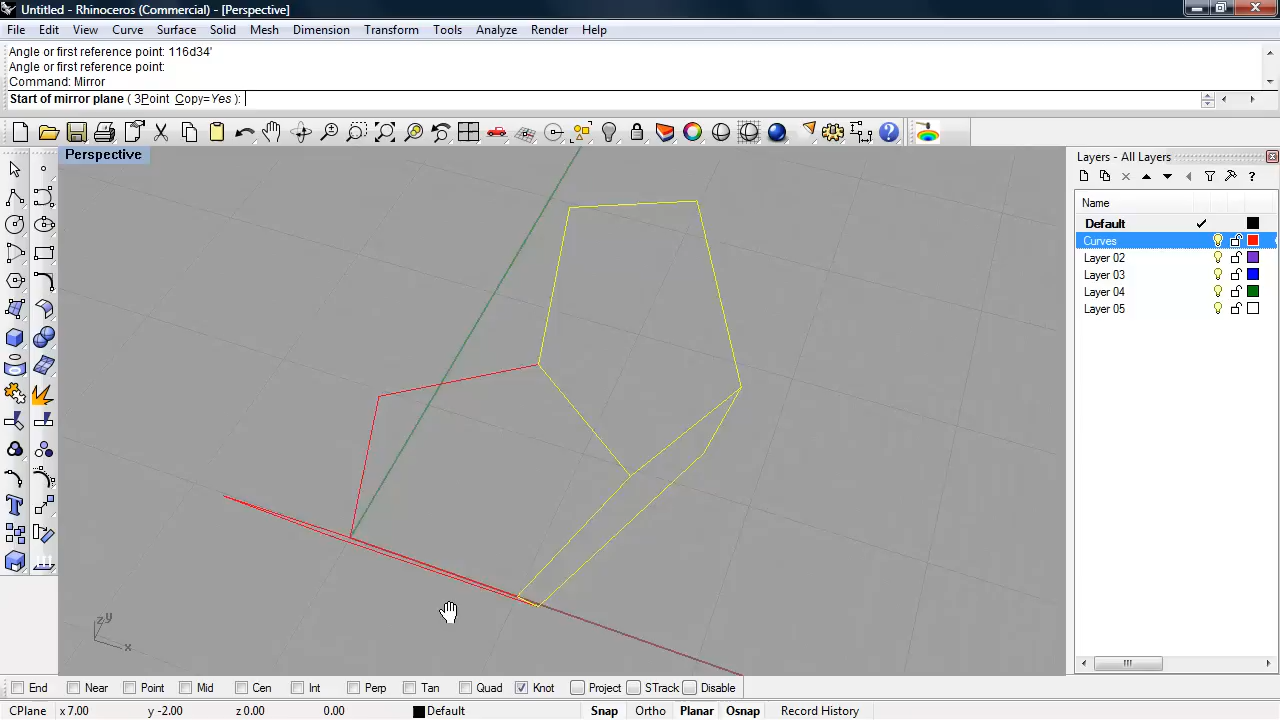 Untitled - Rhinoceros (Commercial) - [Perspective]
File Edit View Curve Surface Solid Mesh Dimension Transform Tools Analyze Render Help
Angle or first reference point: 116d34'
Angle or first reference point:
Command: Mirror
Start of mirror plane ( 3Point Copy=Yes ):
Perspective
Layers - All Layers
Name
Default
Curves
Layer 02
Layer 03
Layer 04
Layer 05
z y
x
End Near Point Mid Cen Int Perp Tan Quad Knot Project STrack Disable
CPlane x 7.00 y -2.00 z 0.00 0.00 Default Snap Ortho Planar Osnap Record History